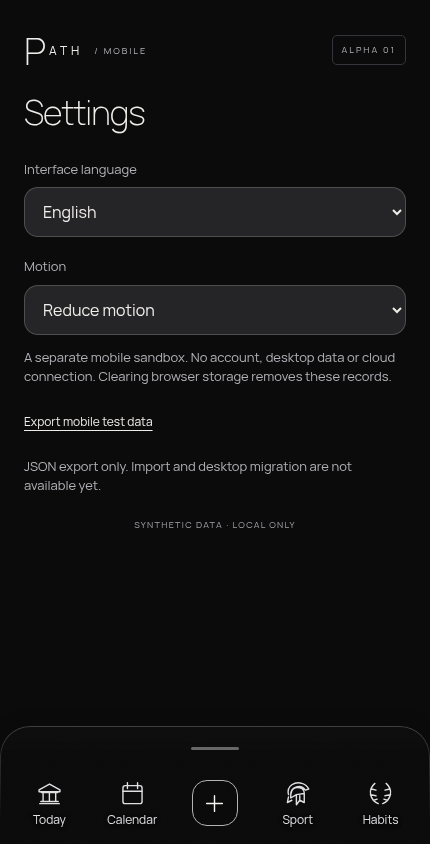 PATH / MOBILE
ALPHA 01
Settings
Interface language
English
Motion
Reduce motion
A separate mobile sandbox. No account, desktop data or cloud
connection. Clearing browser storage removes these records.
Export mobile test data
JSON export only. Import and desktop migration are not
available yet.
SYNTHETIC DATA · LOCAL ONLY
Today
Calendar
Sport
Habits